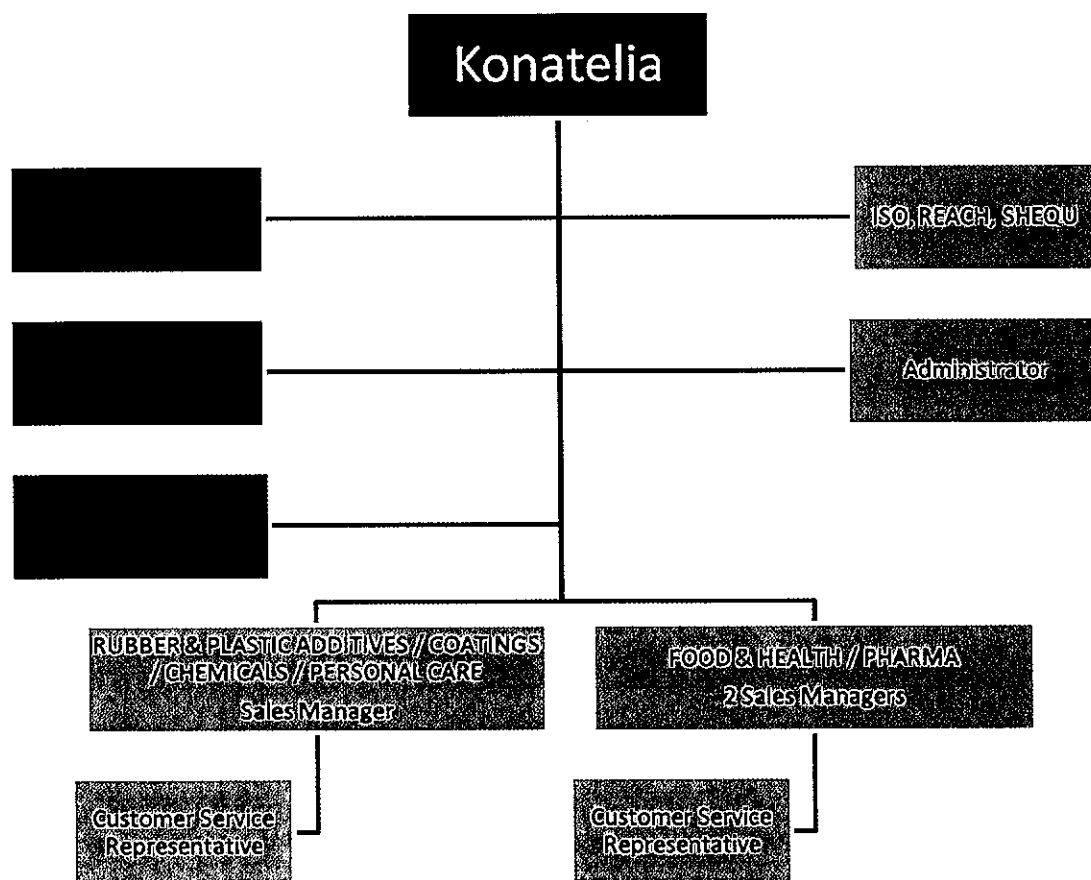 Konatelia
ISO, REACH, SHEQU
Administrator
RUBBER & PLASTIC ADDITIVES / COATINGS
/ CHEMICALS / PERSONAL CARE
Sales Manager
FOOD & HEALTH / PHARMA
2 Sales Managers
Customer Service
Representative
Customer Service
Representative